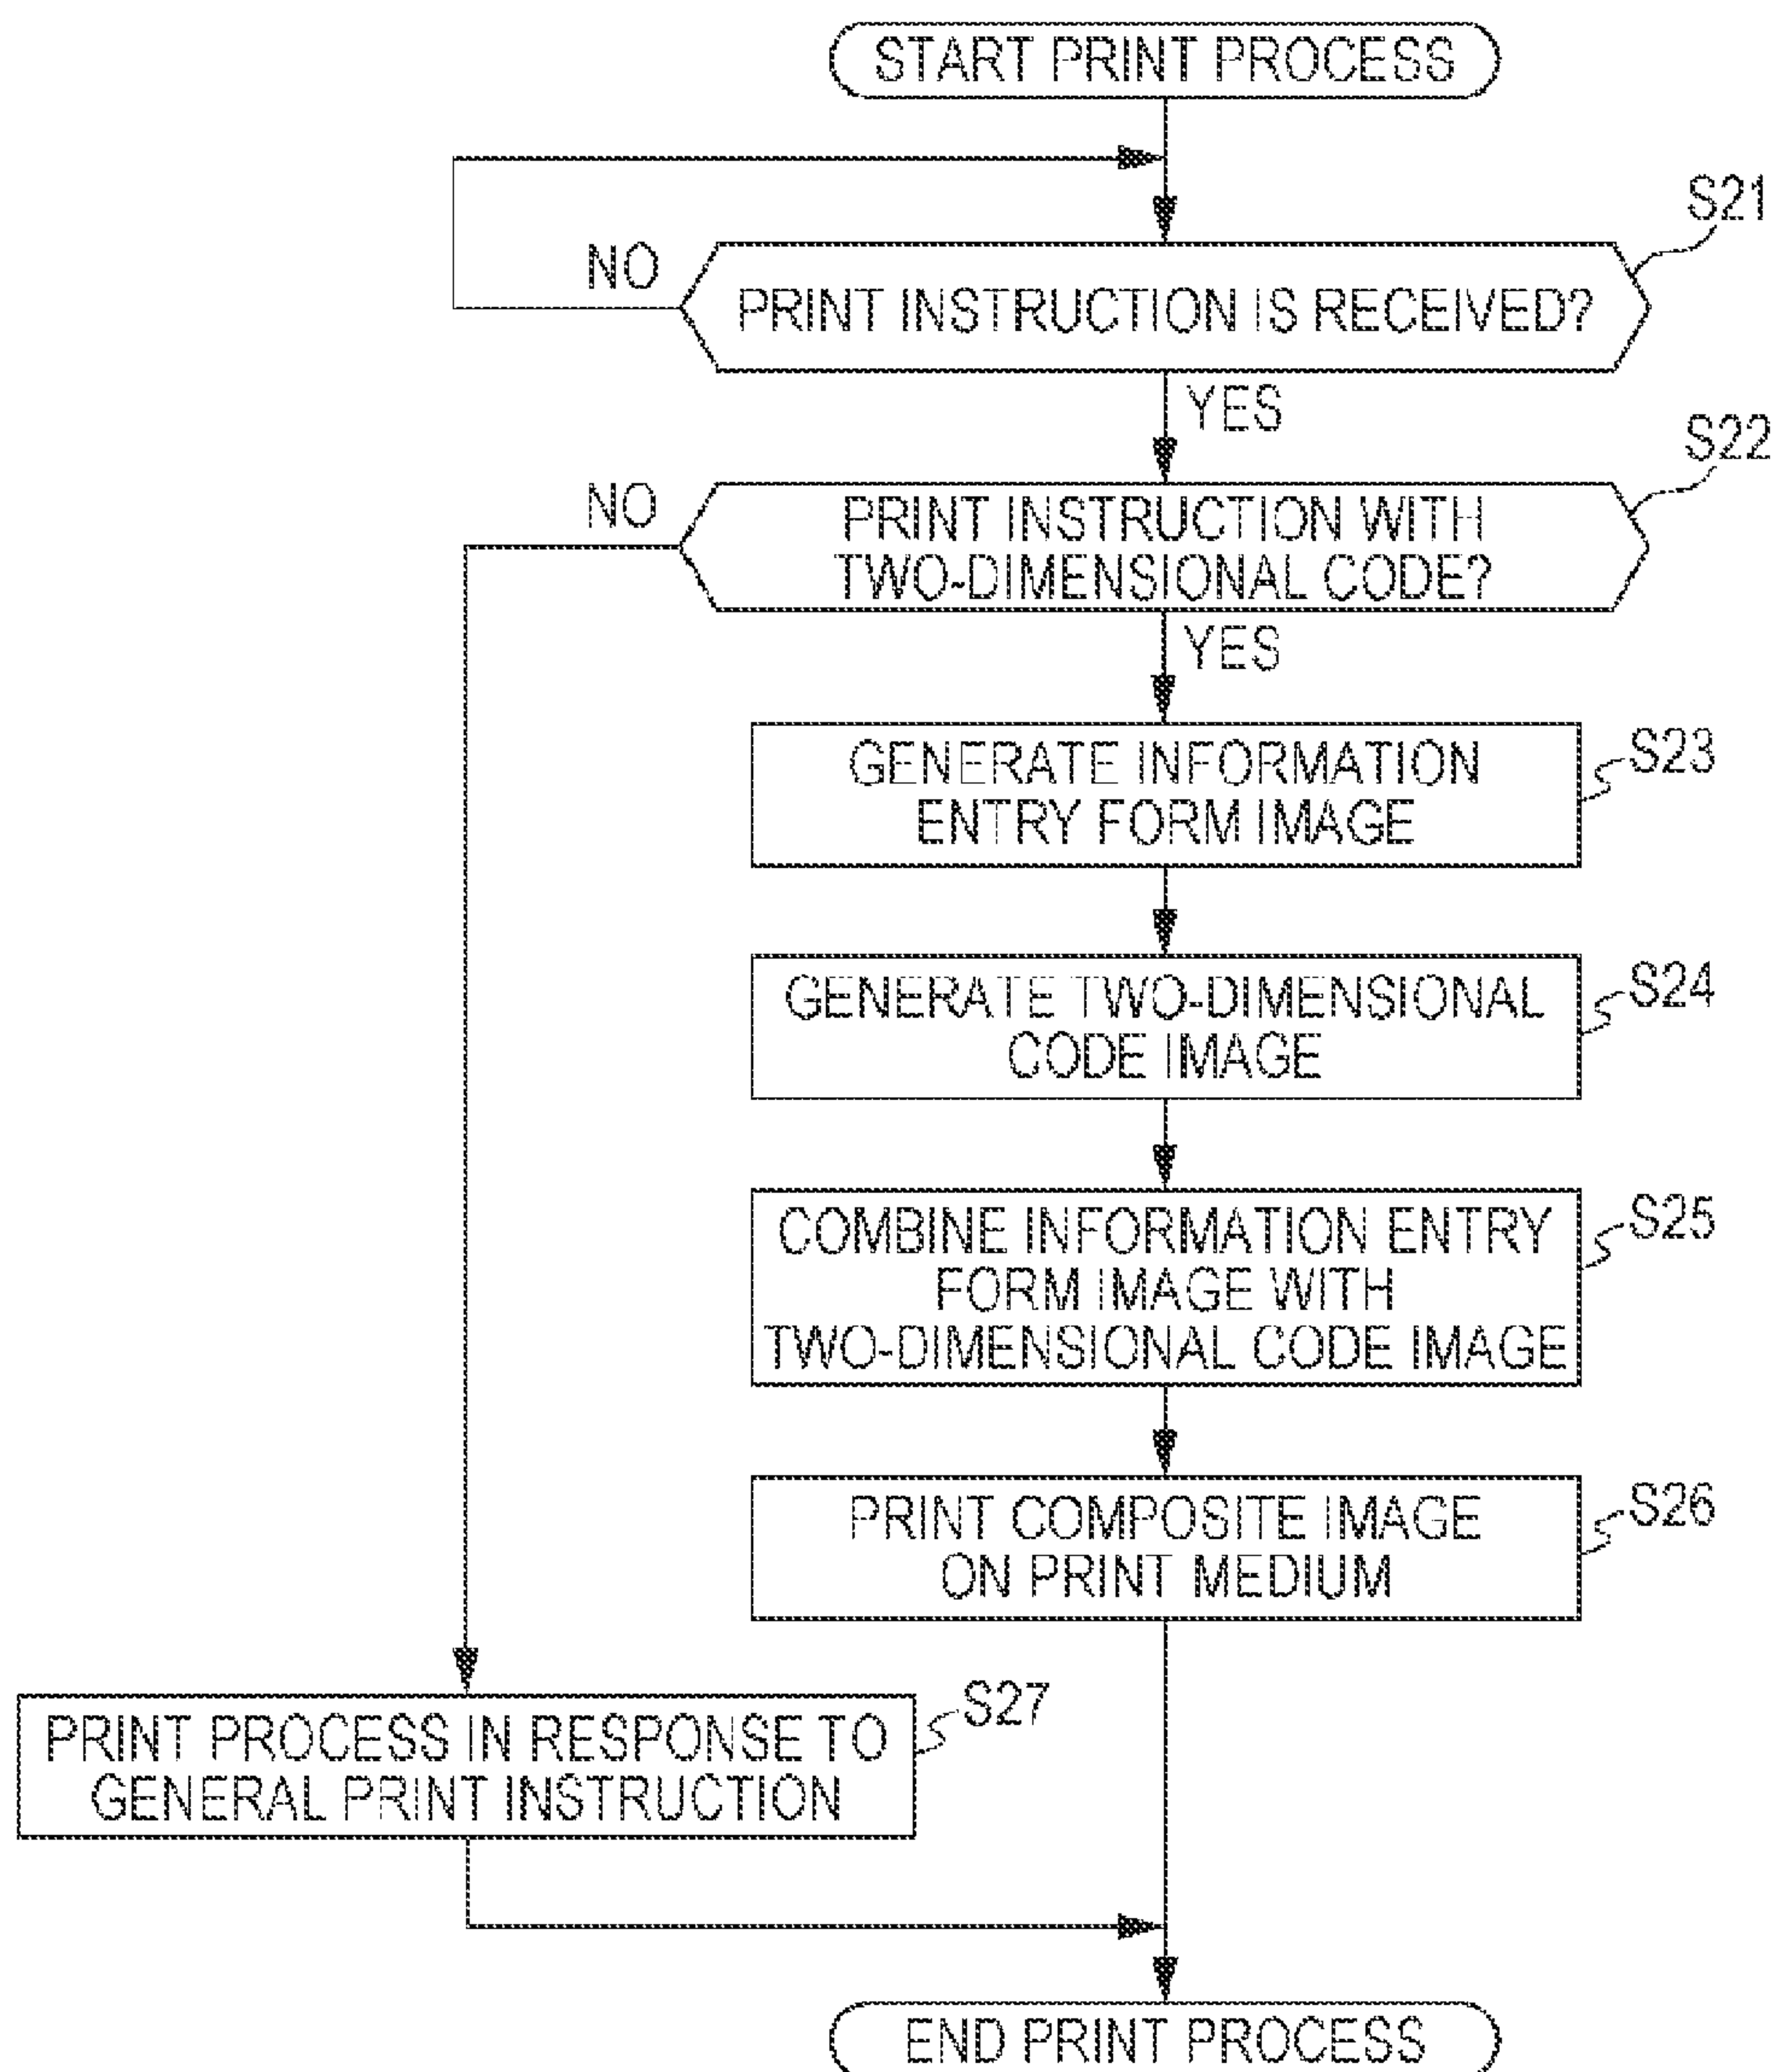 START PRINT PROCESS
S21
NO
PRINT INSTRUCTION IS RECEIVED?
YES
S22
NO
PRINT INSTRUCTION WITH
TWO-DIMENSIONAL CODE?
YES
GENERATE INFORMATION
ENTRY FORM IMAGE
S23
GENERATE TWO-DIMENSIONAL
CODE IMAGE
S24
COMBINE INFORMATION ENTRY
FORM IMAGE WITH
TWO-DIMENSIONAL CODE IMAGE
S25
PRINT COMPOSITE IMAGE
ON PRINT MEDIUM
S26
PRINT PROCESS IN RESPONSE TO
GENERAL PRINT INSTRUCTION
S27
END PRINT PROCESS